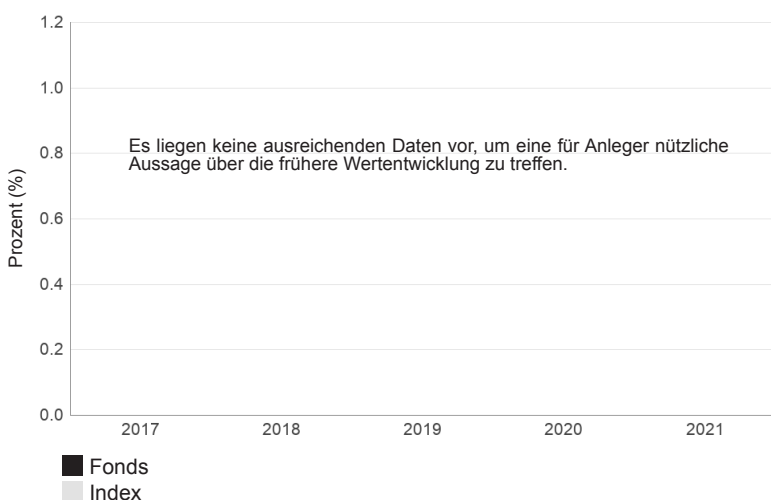 1.2
1.0
Es liegen keine ausreichenden Daten vor, um eine für Anleger nützliche
0.8
Aussage über die frühere Wertentwicklung zu treffen.
Prozent (%)
0.6
0.4
0.2
0.0
2017 2018 2019 2020 2021
Fonds
Index